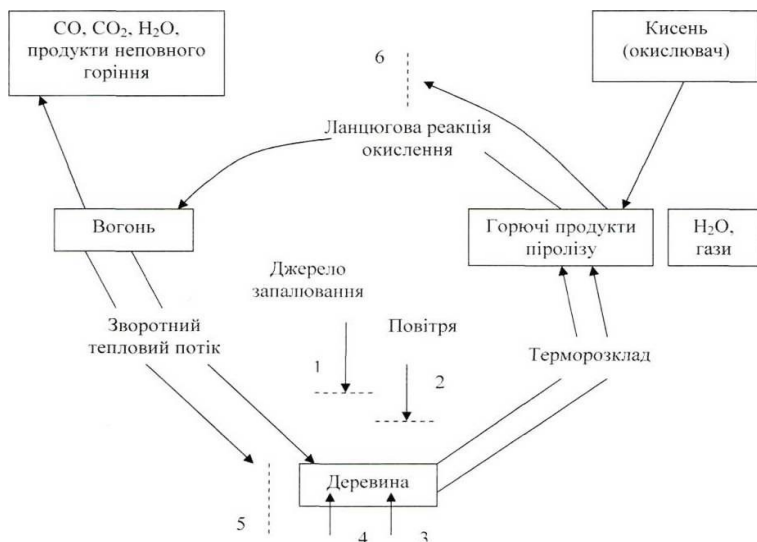 CO, CO₂, H₂O,
продукти неповного
горіння
Кисень
(окислювач)
6
Ланцюгова реакція
окислення
Вогонь
Горючі продукти
піролізу
H₂O,
гази
Джерело
запалювання
Зворотний
тепловий потік
Повітря
Терморозклад
1
2
Деревина
5
4
3